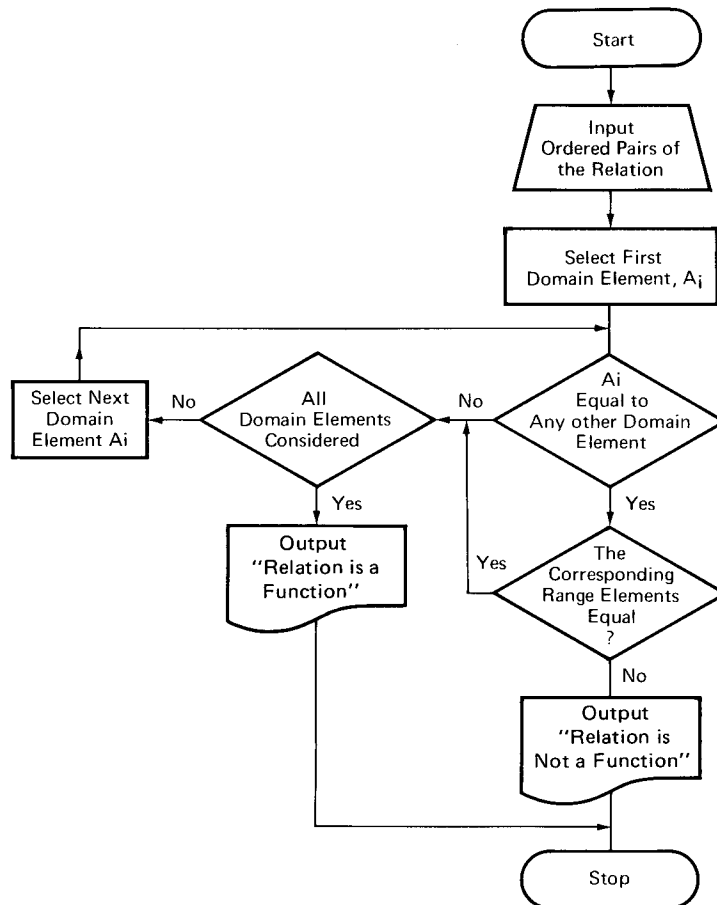 Start
Input
Ordered Pairs of
the Relation
Select First
Domain Element, Ai
Ai
Equal to
Any other Domain
Element
No
All
Domain Elements
Considered
No
Select Next
Domain
Element Ai
Yes
Output
"Relation is a
Function"
Yes
The
Corresponding
Range Elements
Equal
?
Yes
No
Output
"Relation is
Not a Function"
Stop